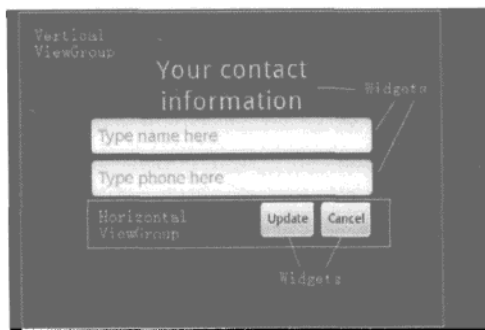 Vertical
ViewGroup
Your contact
information
Widgets
Type name here
Type phone here
Horizontal
ViewGroup
Update
Cancel
Widgets